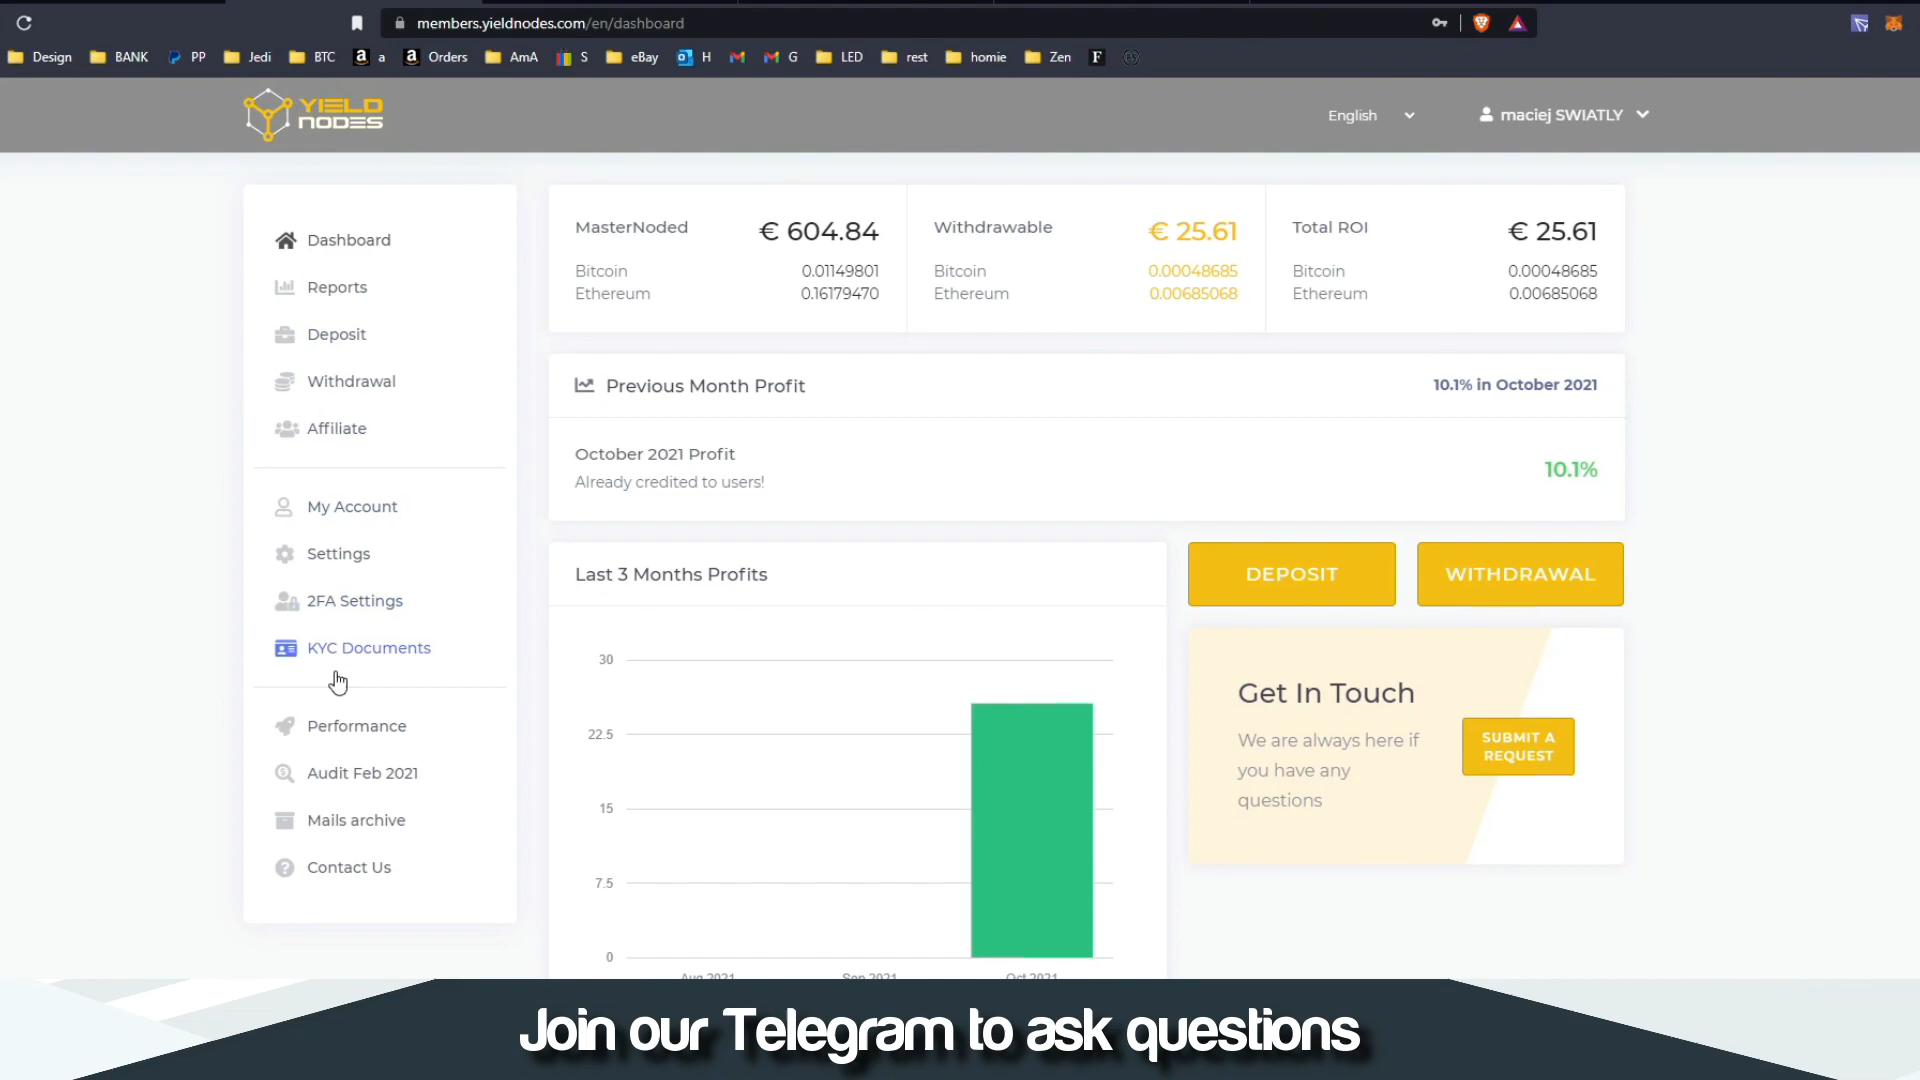 members.yieldnodes.com/en/dashboard
Design BANK PP Jedi BTC a Orders AmA S eBay H G LED rest homie Zen F
YIELD
NODES
English
maciej SWIATLY
Dashboard
Reports
Deposit
Withdrawal
Affiliate
My Account
Settings
2FA Settings
KYC Documents
Performance
Audit Feb 2021
Mails archive
Contact Us
MasterNoded € 604.84
Bitcoin 0.01149801
Ethereum 0.16179470
Withdrawable € 25.61
Bitcoin 0.00048685
Ethereum 0.00685068
Total ROI € 25.61
Bitcoin 0.00048685
Ethereum 0.00685068
Previous Month Profit 10.1% in October 2021
October 2021 Profit
Already credited to users!
10.1%
Last 3 Months Profits
30
22.5
15
7.5
0
Aug 2021 Sep 2021 Oct 2021
DEPOSIT
WITHDRAWAL
Get In Touch
We are always here if
you have any
questions
SUBMIT A
REQUEST
Join our Telegram to ask questions